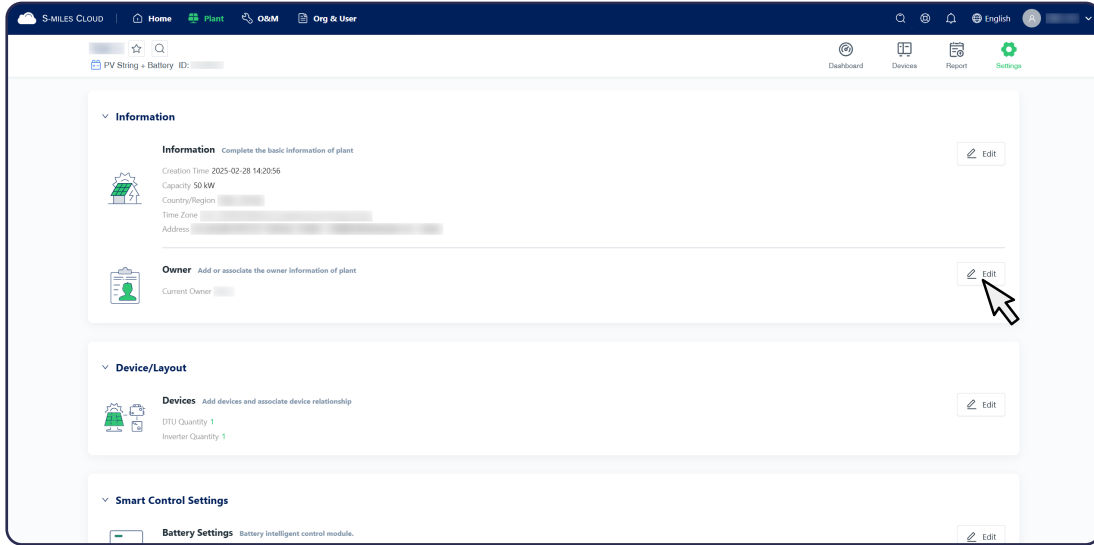 S-MILES CLOUD Home Plant O&M Org & User English
PV String + Battery ID:
Dashboard Devices Report Settings
Information
Information Complete the basic information of plant
Edit
Creation Time 2025-02-28 14:20:56
Capacity 50 kW
Country/Region
Time Zone
Address
Owner Add or associate the owner information of plant
Edit
Current Owner
Device/Layout
Devices Add devices and associate device relationship
Edit
DTU Quantity 1
Inverter Quantity 1
Smart Control Settings
Battery Settings Battery intelligent control module.
Edit